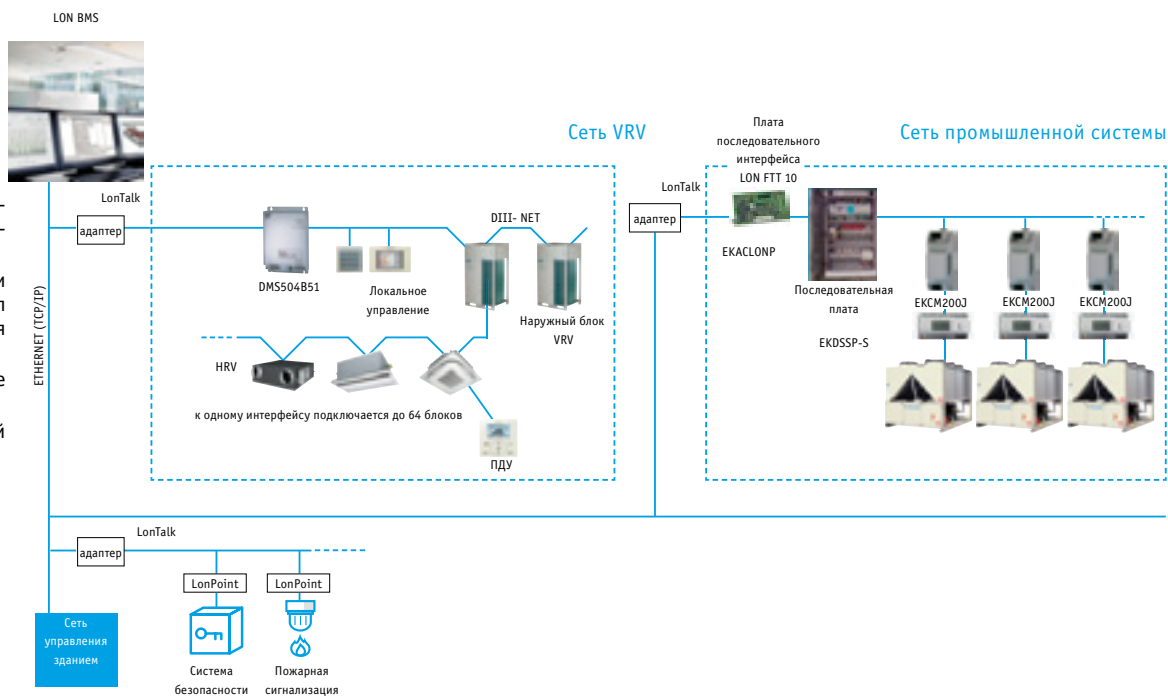 LON BMS
Сеть VRV
Плата
последовательного
интерфейса
LON FTT 10
Сеть промышленной системы
LonTalk
адаптер
DIII- NET
LonTalk
адаптер
EKACLONP
DMS504B51
Локальное
управление
Наружный блок
VRV
Последовательная
плата
EKDSSP-S
EKCM200J
EKCM200J
EKCM200J
и
л
я
е
й
ETHERNET (TCP/IP)
HRV
к одному интерфейсу подключается до 64 блоков
ПДУ
LonTalk
адаптер
LonPoint
LonPoint
Сеть
управления
зданием
Система
безопасности
Пожарная
сигнализация